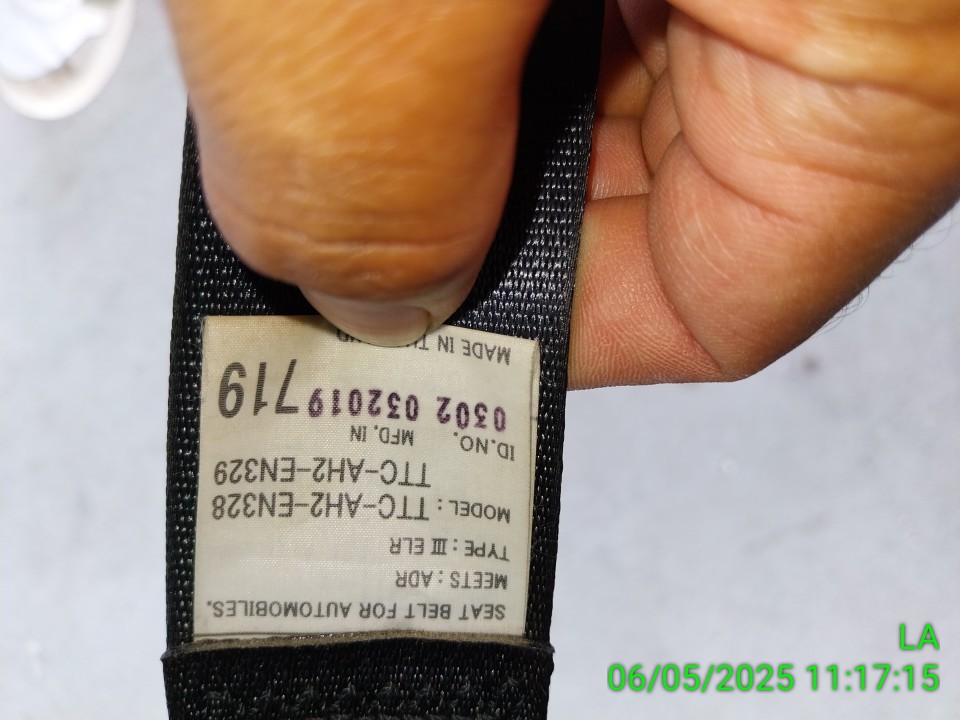 SEAT BELT FOR AUTOMOBILES.
MEETS : ADR
TYPE : Ⅲ ELR
MODEL : TTC-AH2-EN328
TTC-AH2-EN329
ID.NO. MFD. IN
0302 032019 719
MADE IN
LA
06/05/2025 11:17:15